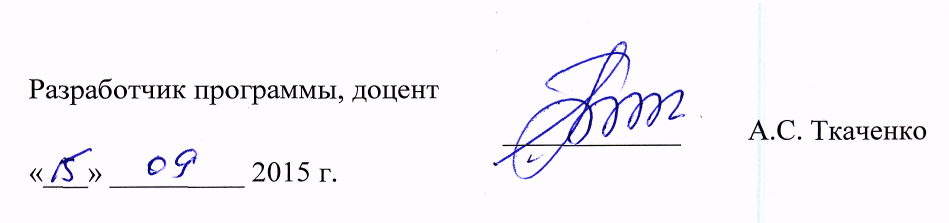 Разработчик программы, доцент
А.С. Ткаченко
«15» 09 2015 г.